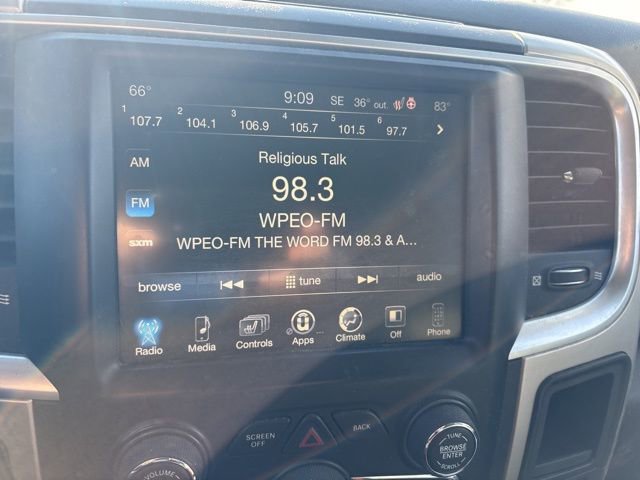 66° 9:09 SE 36° out. 83°
1 107.7 2 104.1 3 106.9 4 105.7 5 101.5 6 97.7
AM
Religious Talk
FM
98.3
WPEO-FM
sxm
WPEO-FM THE WORD FM 98.3 & A...
browse tune audio
Radio Media Controls Apps Climate Off Phone
SCREEN OFF
BACK
VOLUME
TUNE
BROWSE
ENTER
SCROLL